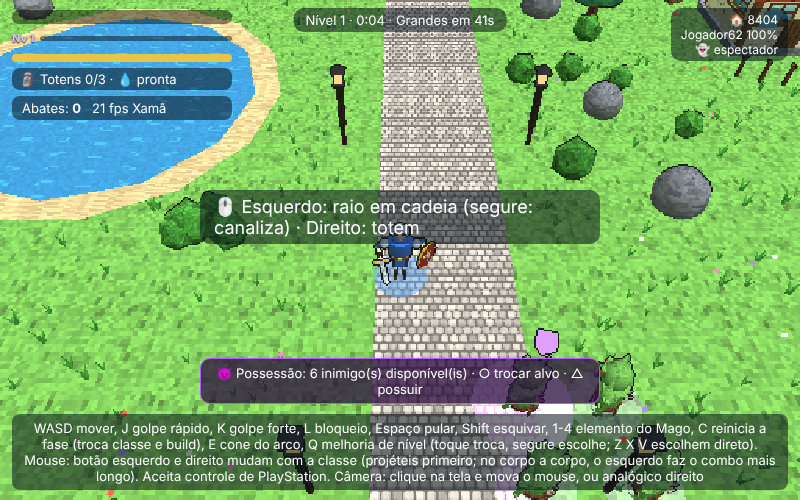 Nível 1 · 0:04 · Grandes em 41s
🏠 8404
Jogador62 100%
👻 espectador
Nv 1
🗿 Totens 0/3 · 💧 pronta
Abates: 0 21 fps Xamã
🖱️ Esquerdo: raio em cadeia (segure:
canaliza) · Direito: totem
😈 Possessão: 6 inimigo(s) disponível(is) · O trocar alvo · △
possuir
WASD mover, J golpe rápido, K golpe forte, L bloqueio, Espaço pular, Shift esquivar, 1-4 elemento do Mago, C reinicia a
fase (troca classe e build), E cone do arco, Q melhoria de nível (toque troca, segure escolhe; Z X V escolhem direto).
Mouse: botão esquerdo e direito mudam com a classe (projéteis primeiro; no corpo a corpo, o esquerdo faz o combo mais
longo). Aceita controle de PlayStation. Câmera: clique na tela e mova o mouse, ou analógico direito